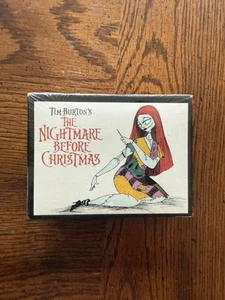 TIM BURTON'S
THE
NIGHTMARE
BEFORE
CHRISTMAS